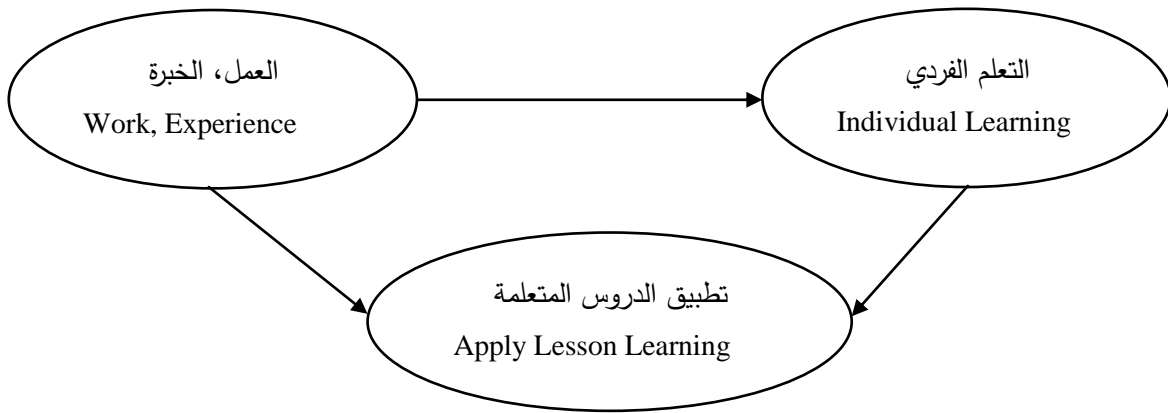 العمل، الخبرة
Work, Experience
التعلم الفردي
Individual Learning
تطبيق الدروس المتعلمة
Apply Lesson Learning